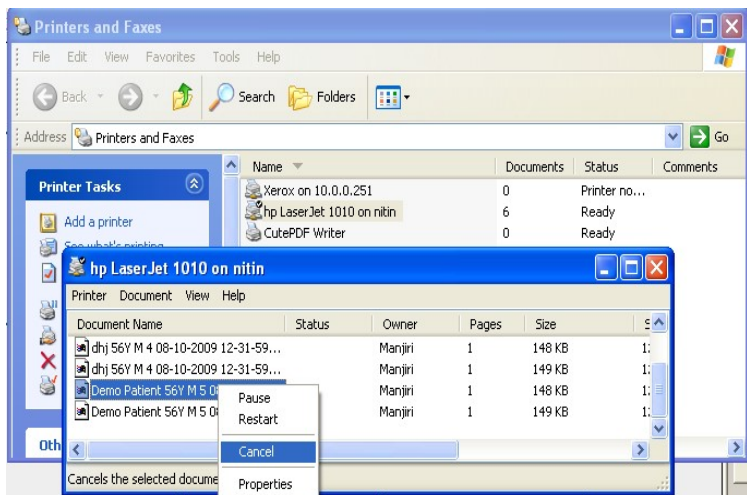 Printers and Faxes
File Edit View Favorites Tools Help
Back Search Folders
Address Printers and Faxes Go
Name Documents Status Comments
Printer Tasks
Xerox on 10.0.0.251 0 Printer no...
hp LaserJet 1010 on nitin 6 Ready
Add a printer
CutePDF Writer 0 Ready
See what's printing
hp LaserJet 1010 on nitin
Printer Document View Help
Document Name Status Owner Pages Size
dhj 56Y M 4 08-10-2009 12-31-59... Manjiri 1 148 KB
dhj 56Y M 4 08-10-2009 12-31-59... Manjiri 1 149 KB
Demo Patient 56Y M 5 Manjiri 1 148 KB
Pause
Demo Patient 56Y M 5 Manjiri 1 149 KB
Restart
Oth
Cancel
Cancels the selected docume
Properties